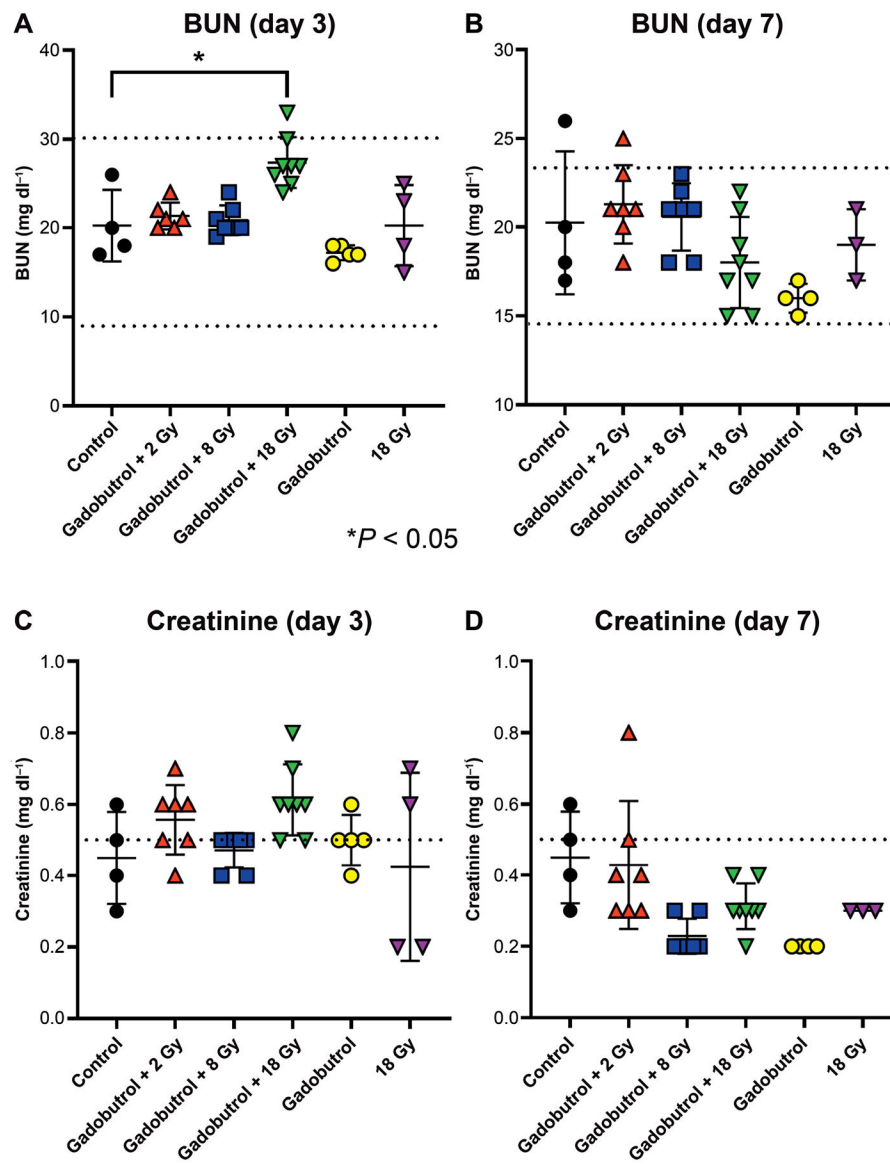 A
BUN (day 3)
BUN (mg dl⁻¹)
40
30
20
10
0
*
Control
Gadobutrol + 2 Gy
Gadobutrol + 8 Gy
Gadobutrol + 18 Gy
Gadobutrol
18 Gy
B
BUN (day 7)
BUN (mg dl⁻¹)
30
25
20
15
10
Control
Gadobutrol + 2 Gy
Gadobutrol + 8 Gy
Gadobutrol + 18 Gy
Gadobutrol
18 Gy
*P < 0.05
C
Creatinine (day 3)
Creatinine (mg dl⁻¹)
1.0
0.8
0.6
0.4
0.2
0.0
Control
Gadobutrol + 2 Gy
Gadobutrol + 8 Gy
Gadobutrol + 18 Gy
Gadobutrol
18 Gy
D
Creatinine (day 7)
Creatinine (mg dl⁻¹)
1.0
0.8
0.6
0.4
0.2
0.0
Control
Gadobutrol + 2 Gy
Gadobutrol + 8 Gy
Gadobutrol + 18 Gy
Gadobutrol
18 Gy